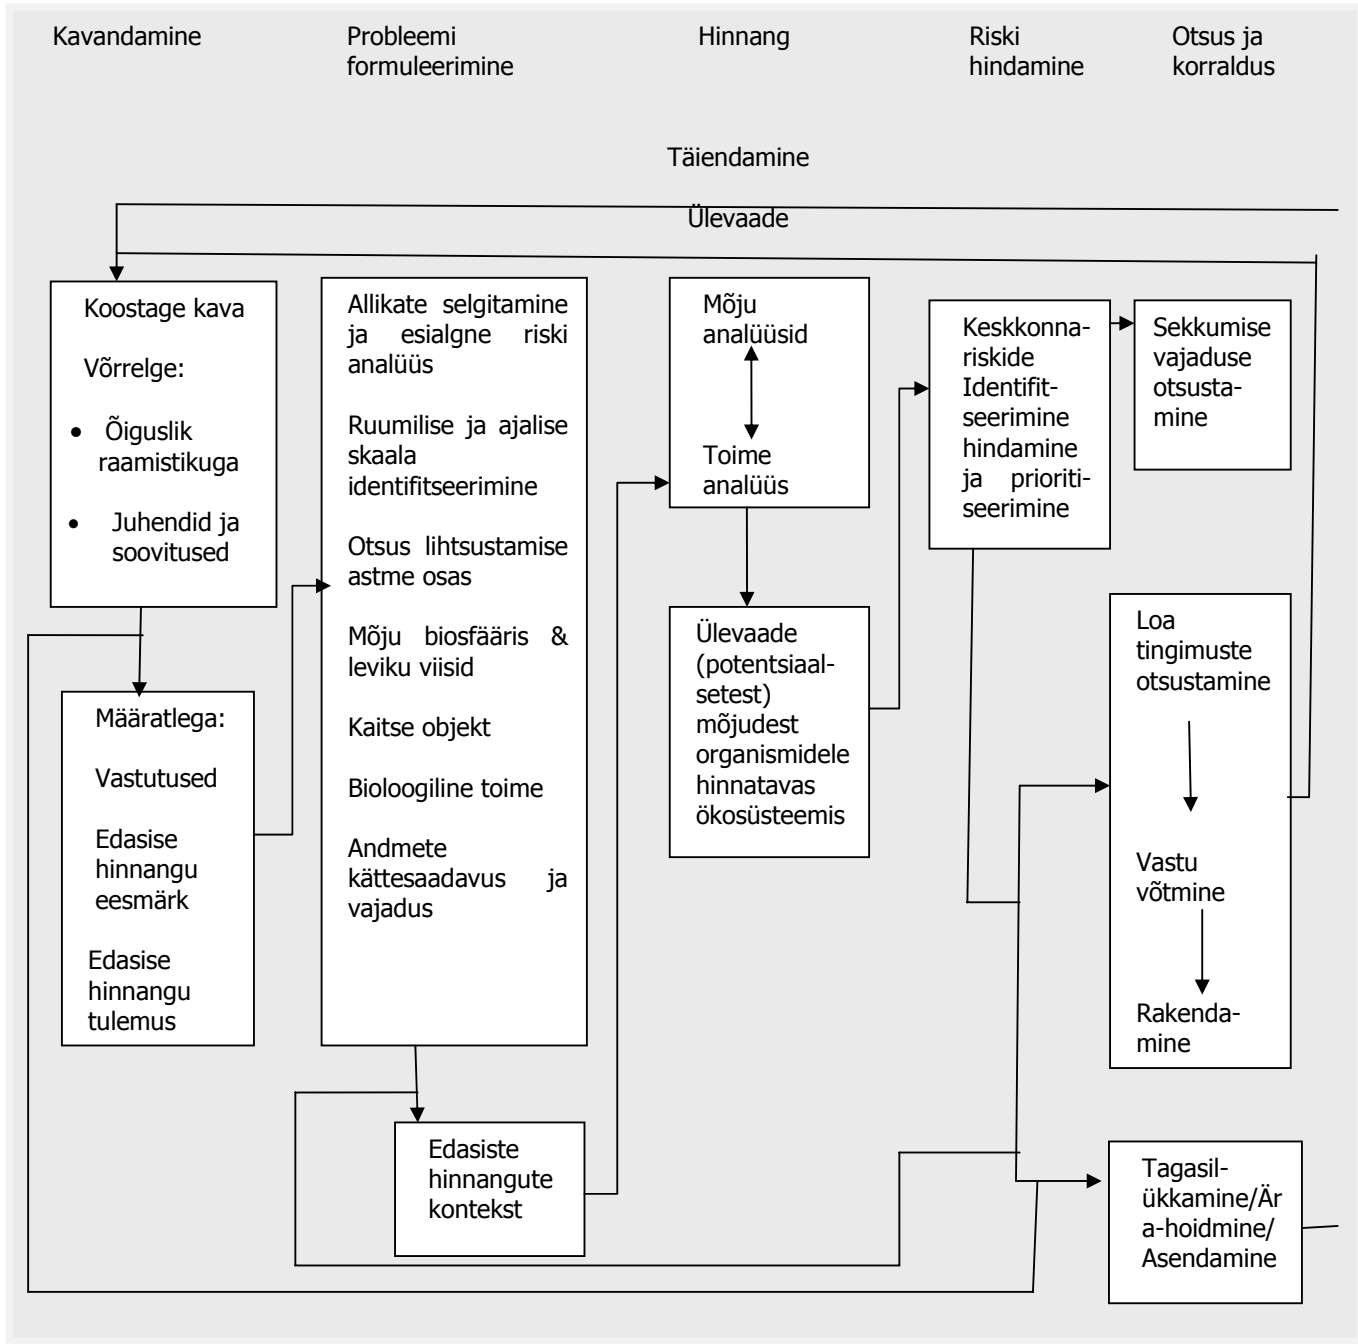 Kavandamine
Probleemi
formuleerimine
Hinnang
Riski
hindamine
Otsus ja
korraldus
Täiendamine
Ülevaade
Koostage kava
Võrrelge:
• Õiguslik
raamistikuga
• Juhendid ja
soovitused
Määratlega:
Vastutused
Edasise
hinnangu
eesmärk
Edasise
hinnangu
tulemus
Allikate selgitamine
ja esialgne riski
analüüs
Ruumilise ja ajalise
skaala
identifitseerimine
Otsus lihtsustamise
astme osas
Mõju biosfääris &
leviku viisid
Kaitse objekt
Bioloogiline toime
Andmete
kättesaadavus ja
vajadus
Edasiste
hinnangute
kontekst
Mõju
analüüsid
Toime
analüüs
Ülevaade
(potentsiaal-
setest)
mõjudest
organismidele
hinnatavas
ökosüsteemis
Keskkonna-
riskide
Identifit-
seerimine
hindamine
ja prioriti-
seerimine
Sekkumise
vajaduse
otsusta-
mine
Loa
tingimuste
otsustamine
Vastu
võtmine
Rakenda-
mine
Tagasil-
ükkamine/Är
a-hoidmine/
Asendamine